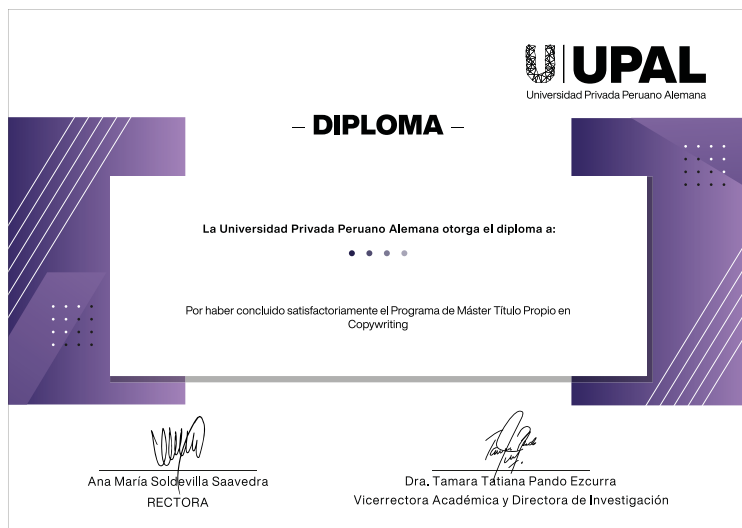 UPAL
Universidad Privada Peruano Alemana
– DIPLOMA –
La Universidad Privada Peruano Alemana otorga el diploma a:
Por haber concluido satisfactoriamente el Programa de Máster Título Propio en
Copywriting
Ana María Soldevilla Saavedra
RECTORA
Dra. Tamara Tatiana Pando Ezcurra
Vicerrectora Académica y Directora de Investigación